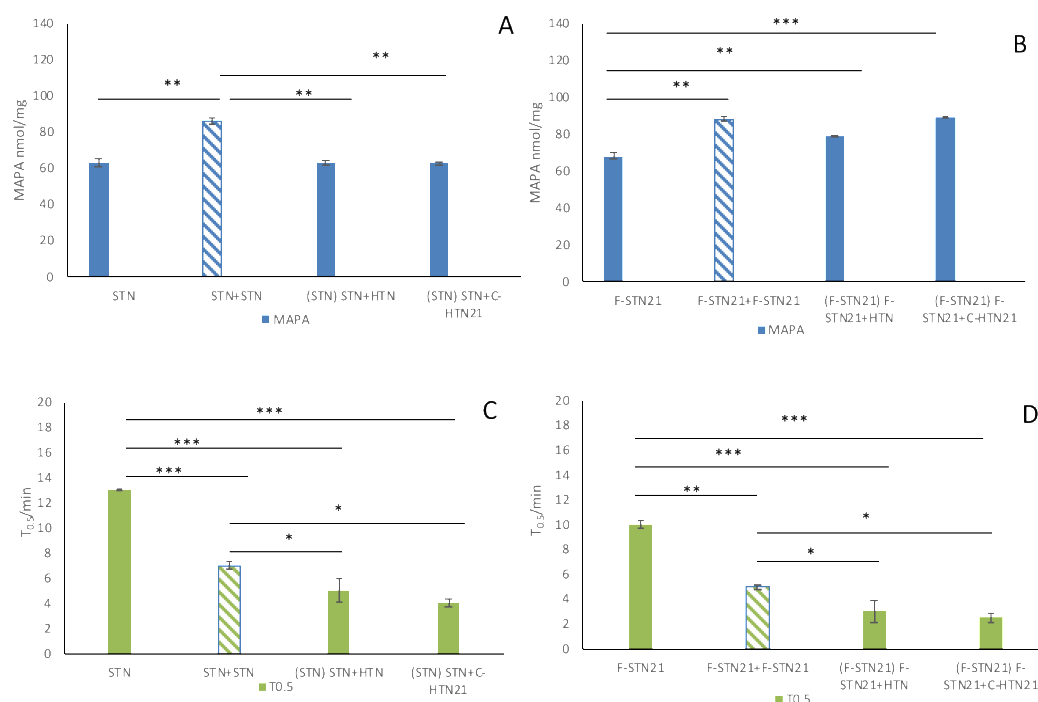 A
140
120
100
80
60
40
20
0
MAPA nmol/mg
**
**
**
STN
STN+STN
(STN) STN+HTN
(STN) STN+C-
HTN21
MAPA
B
140
120
100
80
60
40
20
0
MAPA nmol/mg
***
**
**
F-STN21
F-STN21+F-STN21
(F-STN21) F-
STN21+HTN
(F-STN21) F-
STN21+C-HTN21
MAPA
C
20
18
16
14
12
10
8
6
4
2
0
T0.5/min
***
***
***
*
*
STN
STN+STN
(STN) STN+HTN
(STN) STN+C-
HTN21
T0.5
D
20
18
16
14
12
10
8
6
4
2
0
T0.5/min
***
***
**
*
*
F-STN21
F-STN21+F-STN21
(F-STN21) F-
STN21+HTN
(F-STN21) F-
STN21+C-HTN21
T0.5